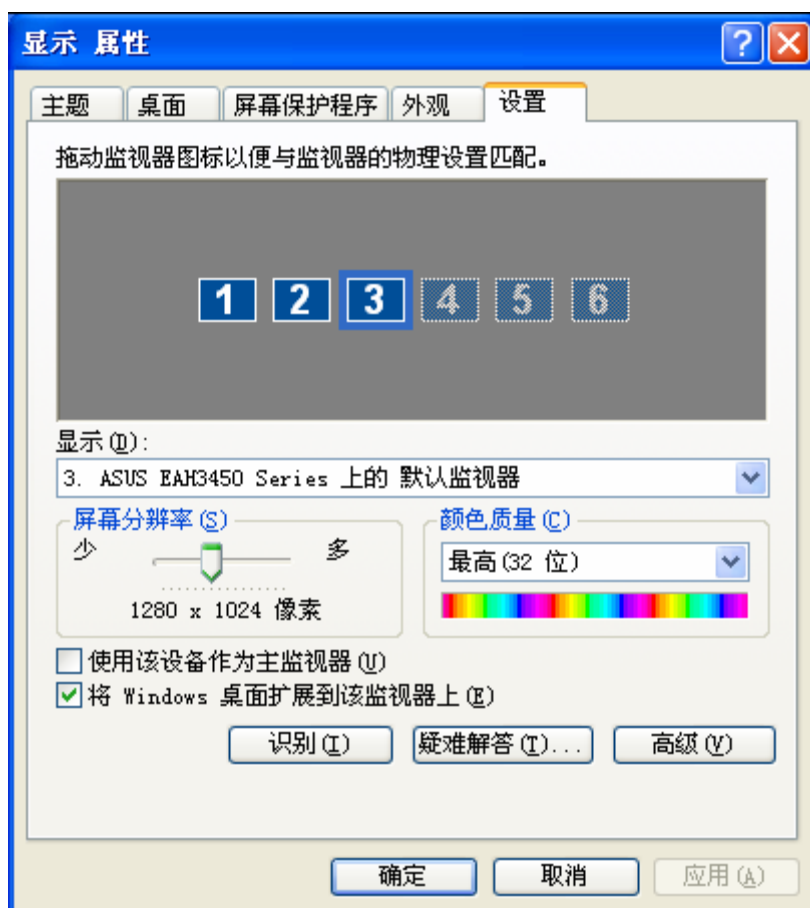 显示 属性
主题 桌面 屏幕保护程序 外观 设置
拖动监视器图标以便与监视器的物理设置匹配。
1 2 3 4 5 6
显示(D):
3. ASUS EAH3450 Series 上的 默认监视器
屏幕分辨率(S) 颜色质量(C)
少 多 最高(32 位)
1280 x 1024 像素
使用该设备作为主监视器(U)
将 Windows 桌面扩展到该监视器上(E)
识别(I) 疑难解答(T)... 高级(V)
确定 取消 应用(A)